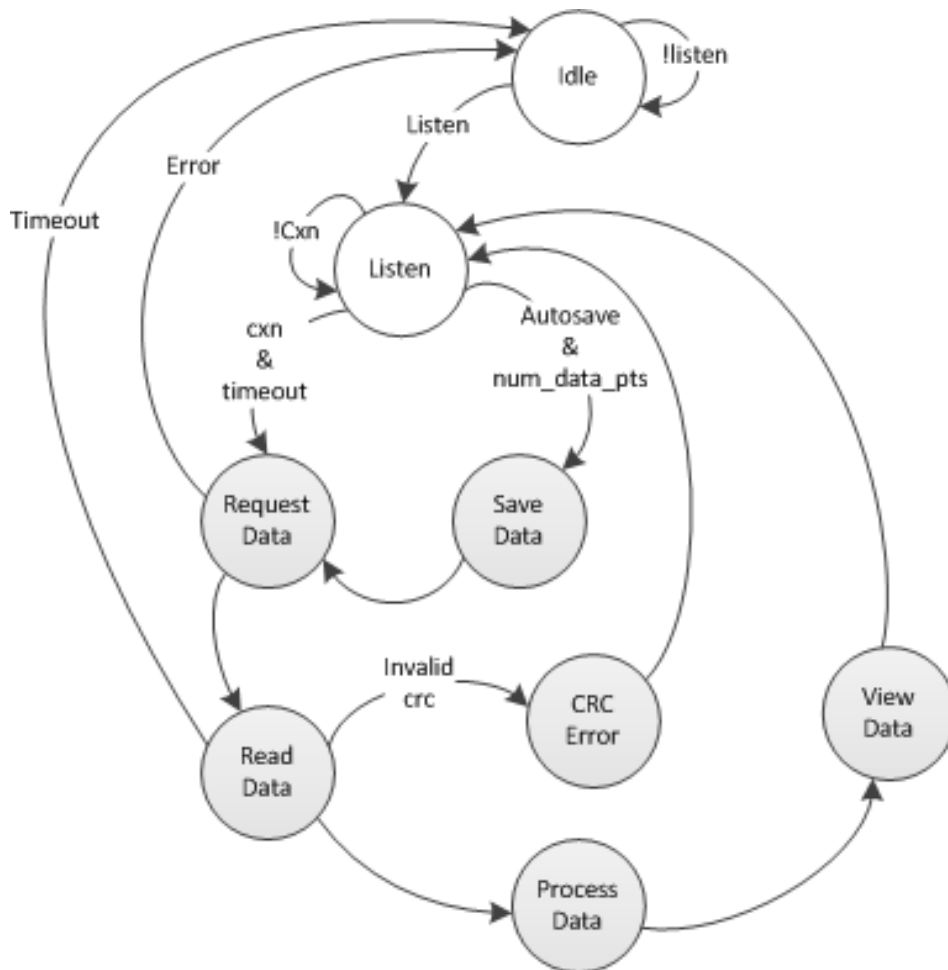 Idle
!listen
Listen
Error
Timeout
!Cxn
Listen
cxn
&
timeout
Autosave
&
num_data_pts
Request
Data
Save
Data
Invalid
crc
CRC
Error
View
Data
Read
Data
Process
Data